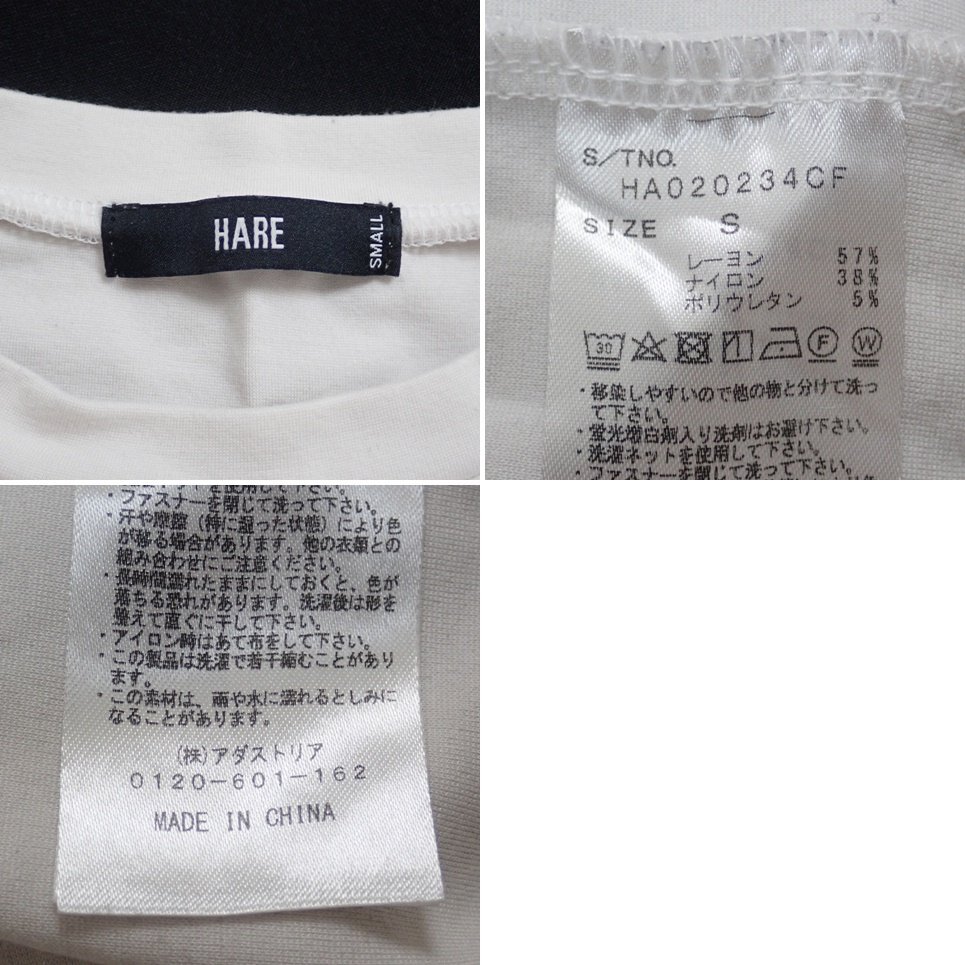 HARE
SMALL
S/TNO.
HA020234CF
SIZE S
レーヨン 57%
ナイロン 38%
ポリウレタン 5%
30
F
W
・移染しやすいので他の物と分けて洗っ
て下さい。
・蛍光増白剤入り洗剤はお避け下さい。
・洗濯ネットを使用して下さい。
・ファスナーを閉じて洗って下さい。
を使用して下さい。
・ファスナーを閉じて洗って下さい。
・汗や摩擦（特に湿った状態）により色
が移る場合があります。他の衣類との
組み合わせにご注意ください。
・長時間濡れたままにしておくと、色が
落ちる恐れがあります。洗濯後は形を
整えて直ぐに干して下さい。
・アイロン時はあて布をして下さい。
・この製品は洗濯で若干縮むことがあり
ます。
・この素材は、雨や水に濡れるとしみに
なることがあります。
(株)アダストリア
0120-601-162
MADE IN CHINA